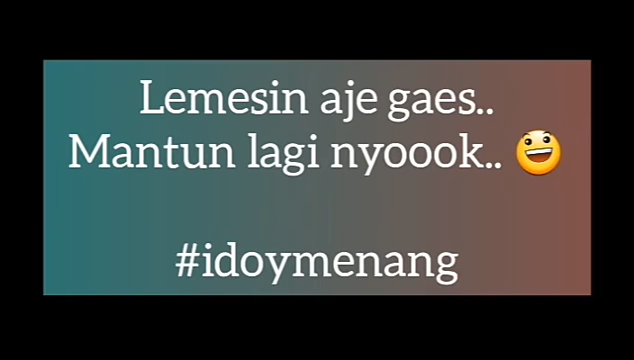 Lemesin aje gaes..
Mantun lagi nyoook.. 😃
#idoymenang